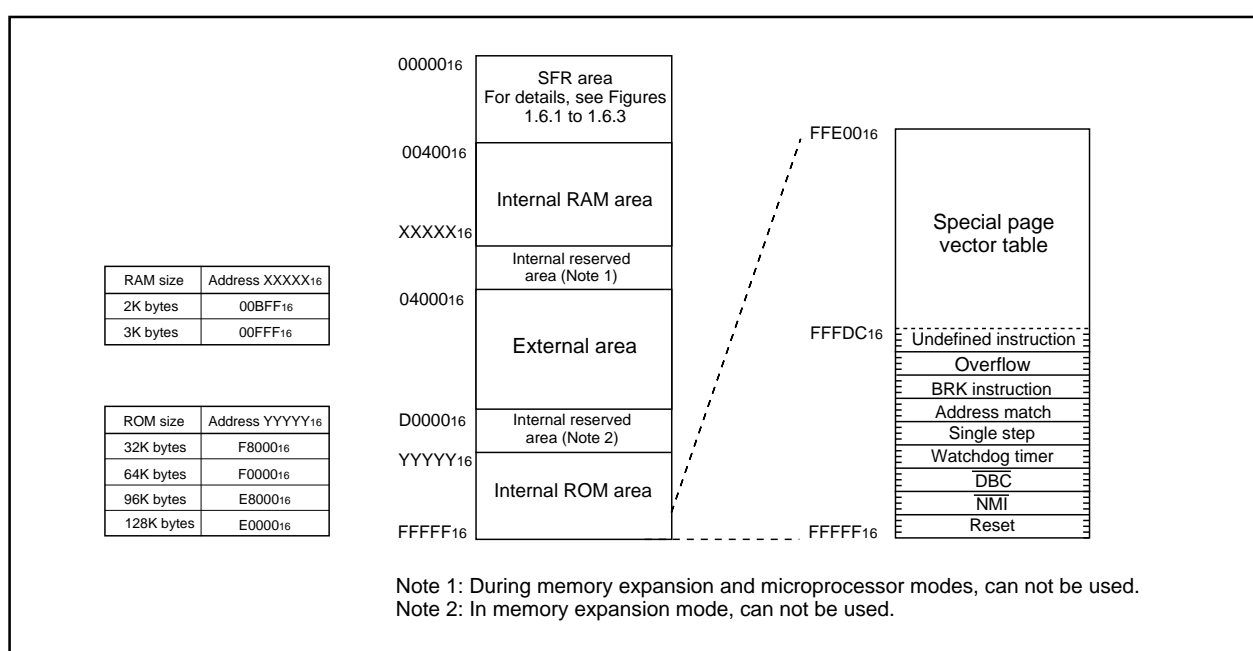 RAM size Address XXXXX16
2K bytes 00BFF16
3K bytes 00FFF16
ROM size Address YYYYY16
32K bytes F800016
64K bytes F000016
96K bytes E800016
128K bytes E000016
0000016
SFR area
For details, see Figures
1.6.1 to 1.6.3
0040016
Internal RAM area
XXXXX16
Internal reserved
area (Note 1)
0400016
External area
D000016
Internal reserved
area (Note 2)
YYYYY16
Internal ROM area
FFFFF16
FFE0016
Special page
vector table
FFFDC16
Undefined instruction
Overflow
BRK instruction
Address match
Single step
Watchdog timer
DBC
NMI
Reset
FFFFF16
Note 1: During memory expansion and microprocessor modes, can not be used.
Note 2: In memory expansion mode, can not be used.